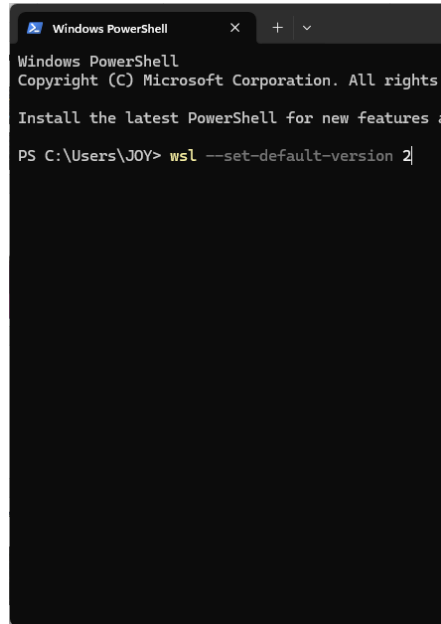 Windows PowerShell
Windows PowerShell
Copyright (C) Microsoft Corporation. All rights
Install the latest PowerShell for new features
PS C:\Users\JOY> wsl --set-default-version 2